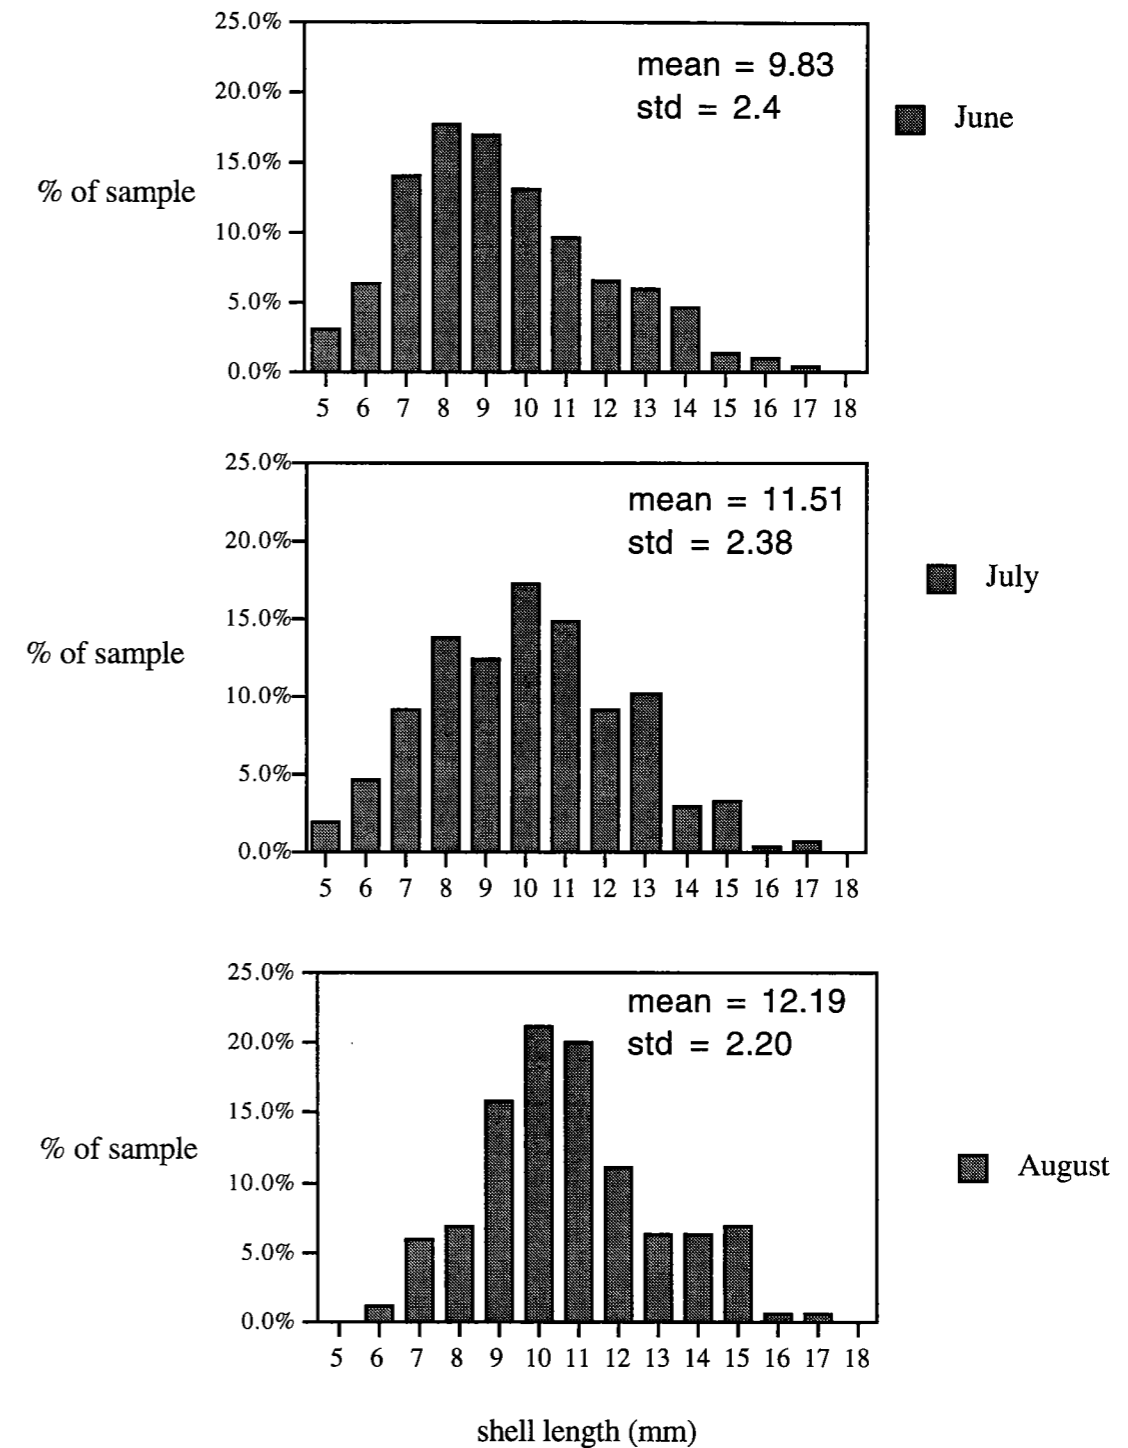 25.0%
20.0%
15.0%
10.0%
5.0%
0.0%
% of sample
mean = 9.83
std = 2.4
June
5 6 7 8 9 10 11 12 13 14 15 16 17 18
25.0%
20.0%
15.0%
10.0%
5.0%
0.0%
% of sample
mean = 11.51
std = 2.38
July
5 6 7 8 9 10 11 12 13 14 15 16 17 18
25.0%
20.0%
15.0%
10.0%
5.0%
0.0%
% of sample
mean = 12.19
std = 2.20
August
5 6 7 8 9 10 11 12 13 14 15 16 17 18
shell length (mm)